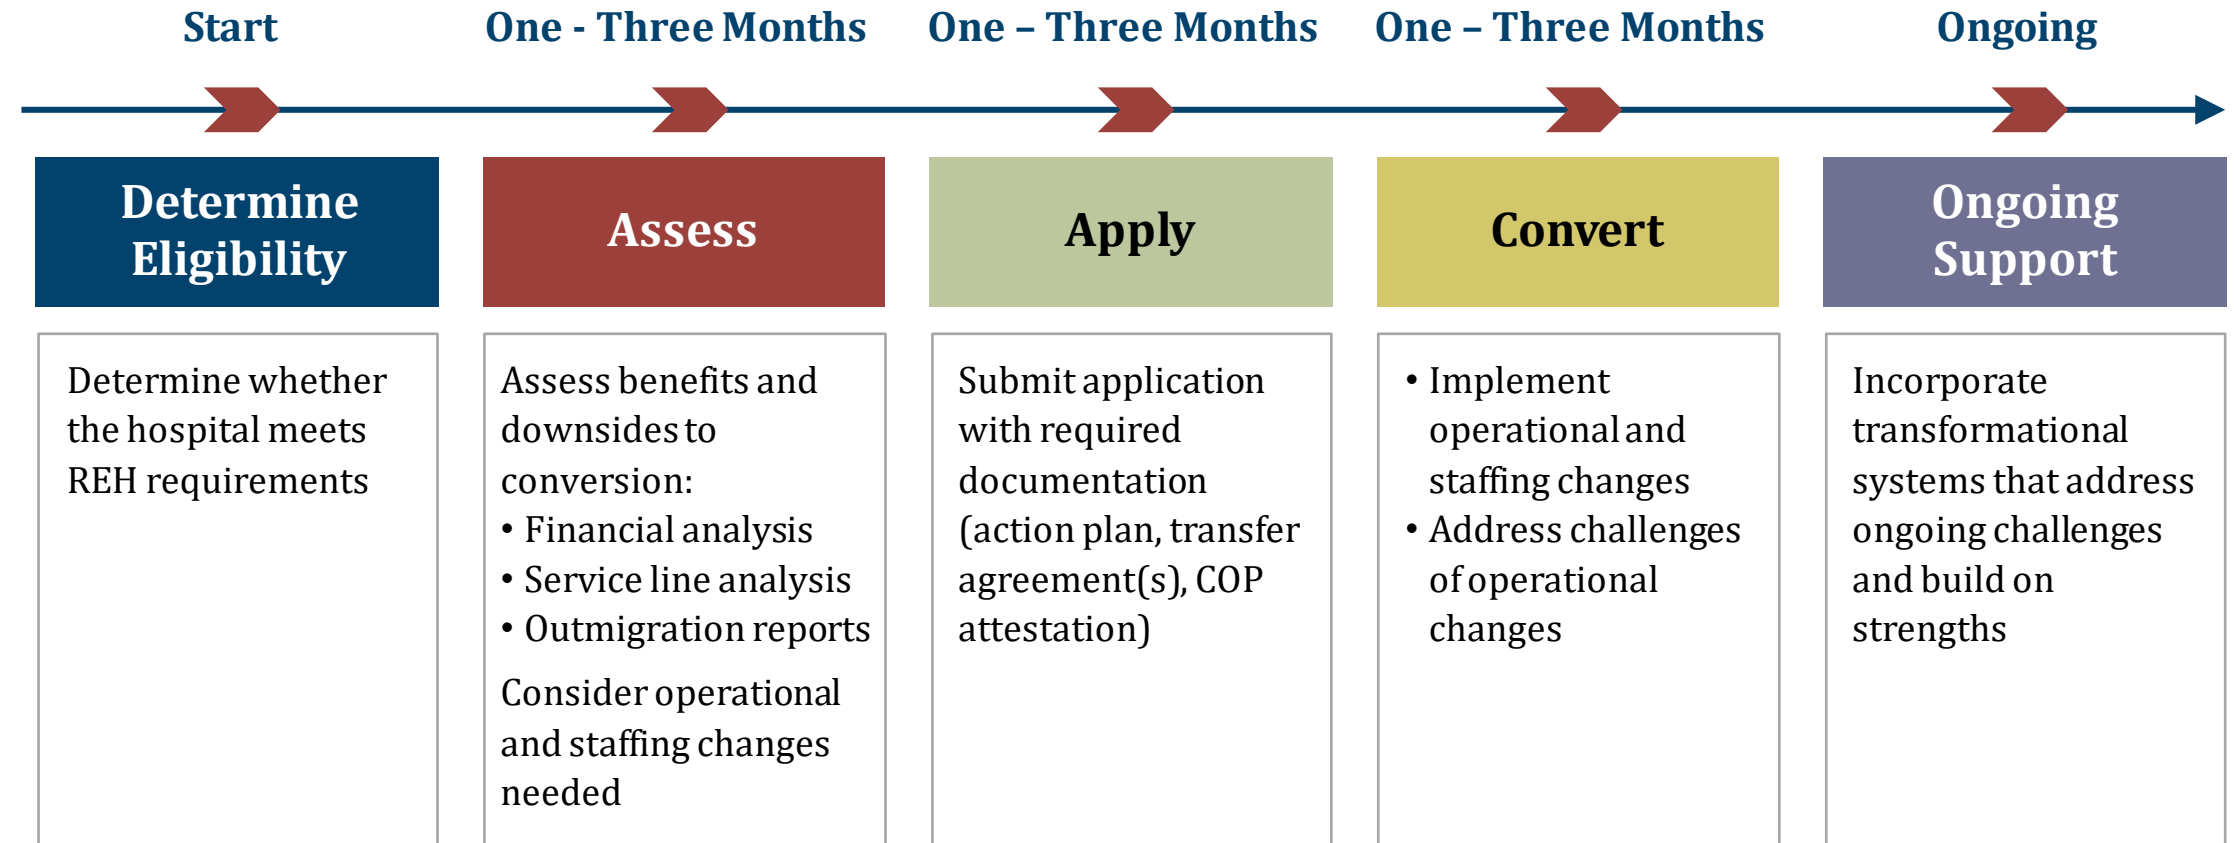 Start
One - Three Months
One – Three Months
One – Three Months
Ongoing
Determine
Eligibility
Assess
Apply
Convert
Ongoing
Support
Determine whether
the hospital meets
REH requirements
Assess benefits and
downsides to
conversion:
• Financial analysis
• Service line analysis
• Outmigration reports
Consider operational
and staffing changes
needed
Submit application
with required
documentation
(action plan, transfer
agreement(s), COP
attestation)
• Implement
operational and
staffing changes
• Address challenges
of operational
changes
Incorporate
transformational
systems that address
ongoing challenges
and build on
strengths